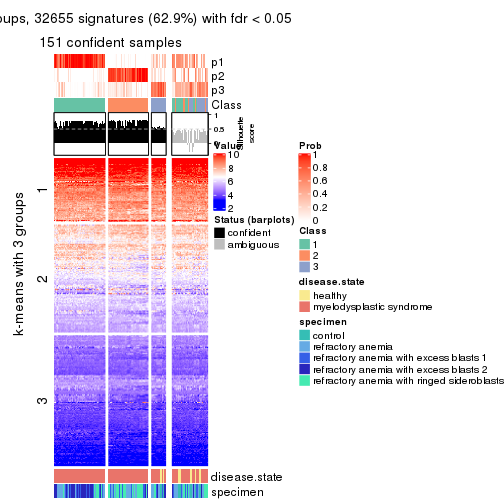 oups, 32655 signatures (62.9%) with fdr < 0.05
151 confident samples
p1
p2
p3
Class
1
0.5
0
Silhouette
score
k-means with 3 groups
1
2
3
Value
10
8
6
4
2
Status (barplots)
confident
ambiguous
Prob
1
0.8
0.6
0.4
0.2
0
Class
1
2
3
disease.state
healthy
myelodysplastic syndrome
specimen
control
refractory anemia
refractory anemia with excess blasts 1
refractory anemia with excess blasts 2
refractory anemia with ringed sideroblasts
disease.state
specimen